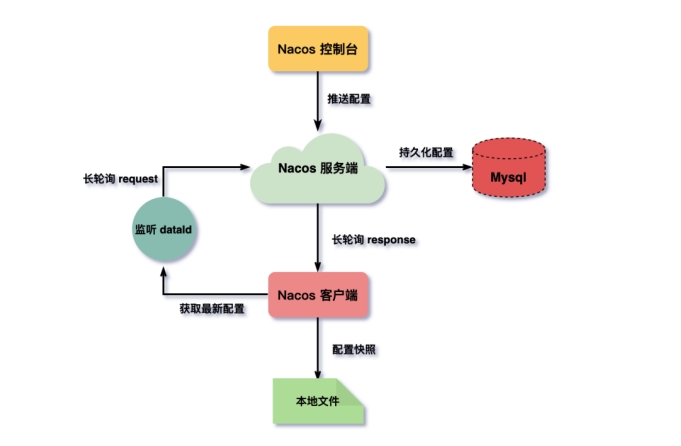 Nacos 控制台
推送配置
Nacos 服务端
持久化配置
Mysql
长轮询 request
监听 dataId
长轮询 response
Nacos 客户端
获取最新配置
配置快照
本地文件